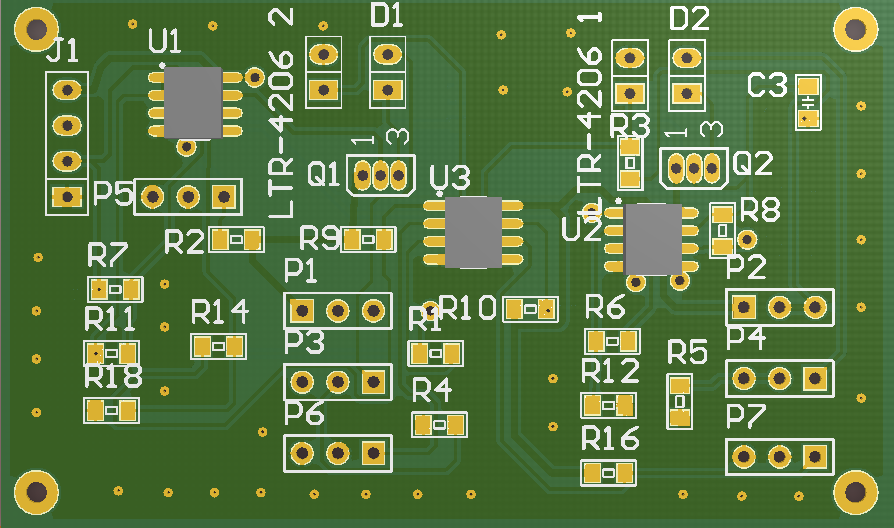 J1
U1
LTR-4206 2
D1
LTR-4206 1
D2
C3
R3
1 3
Q1
1 3
Q2
U3
P5
R2
R9
U2
R8
R7
P1
P2
R11
R14
R10
R1
R6
P3
P4
R18
R4
R12
R5
P6
P7
R16